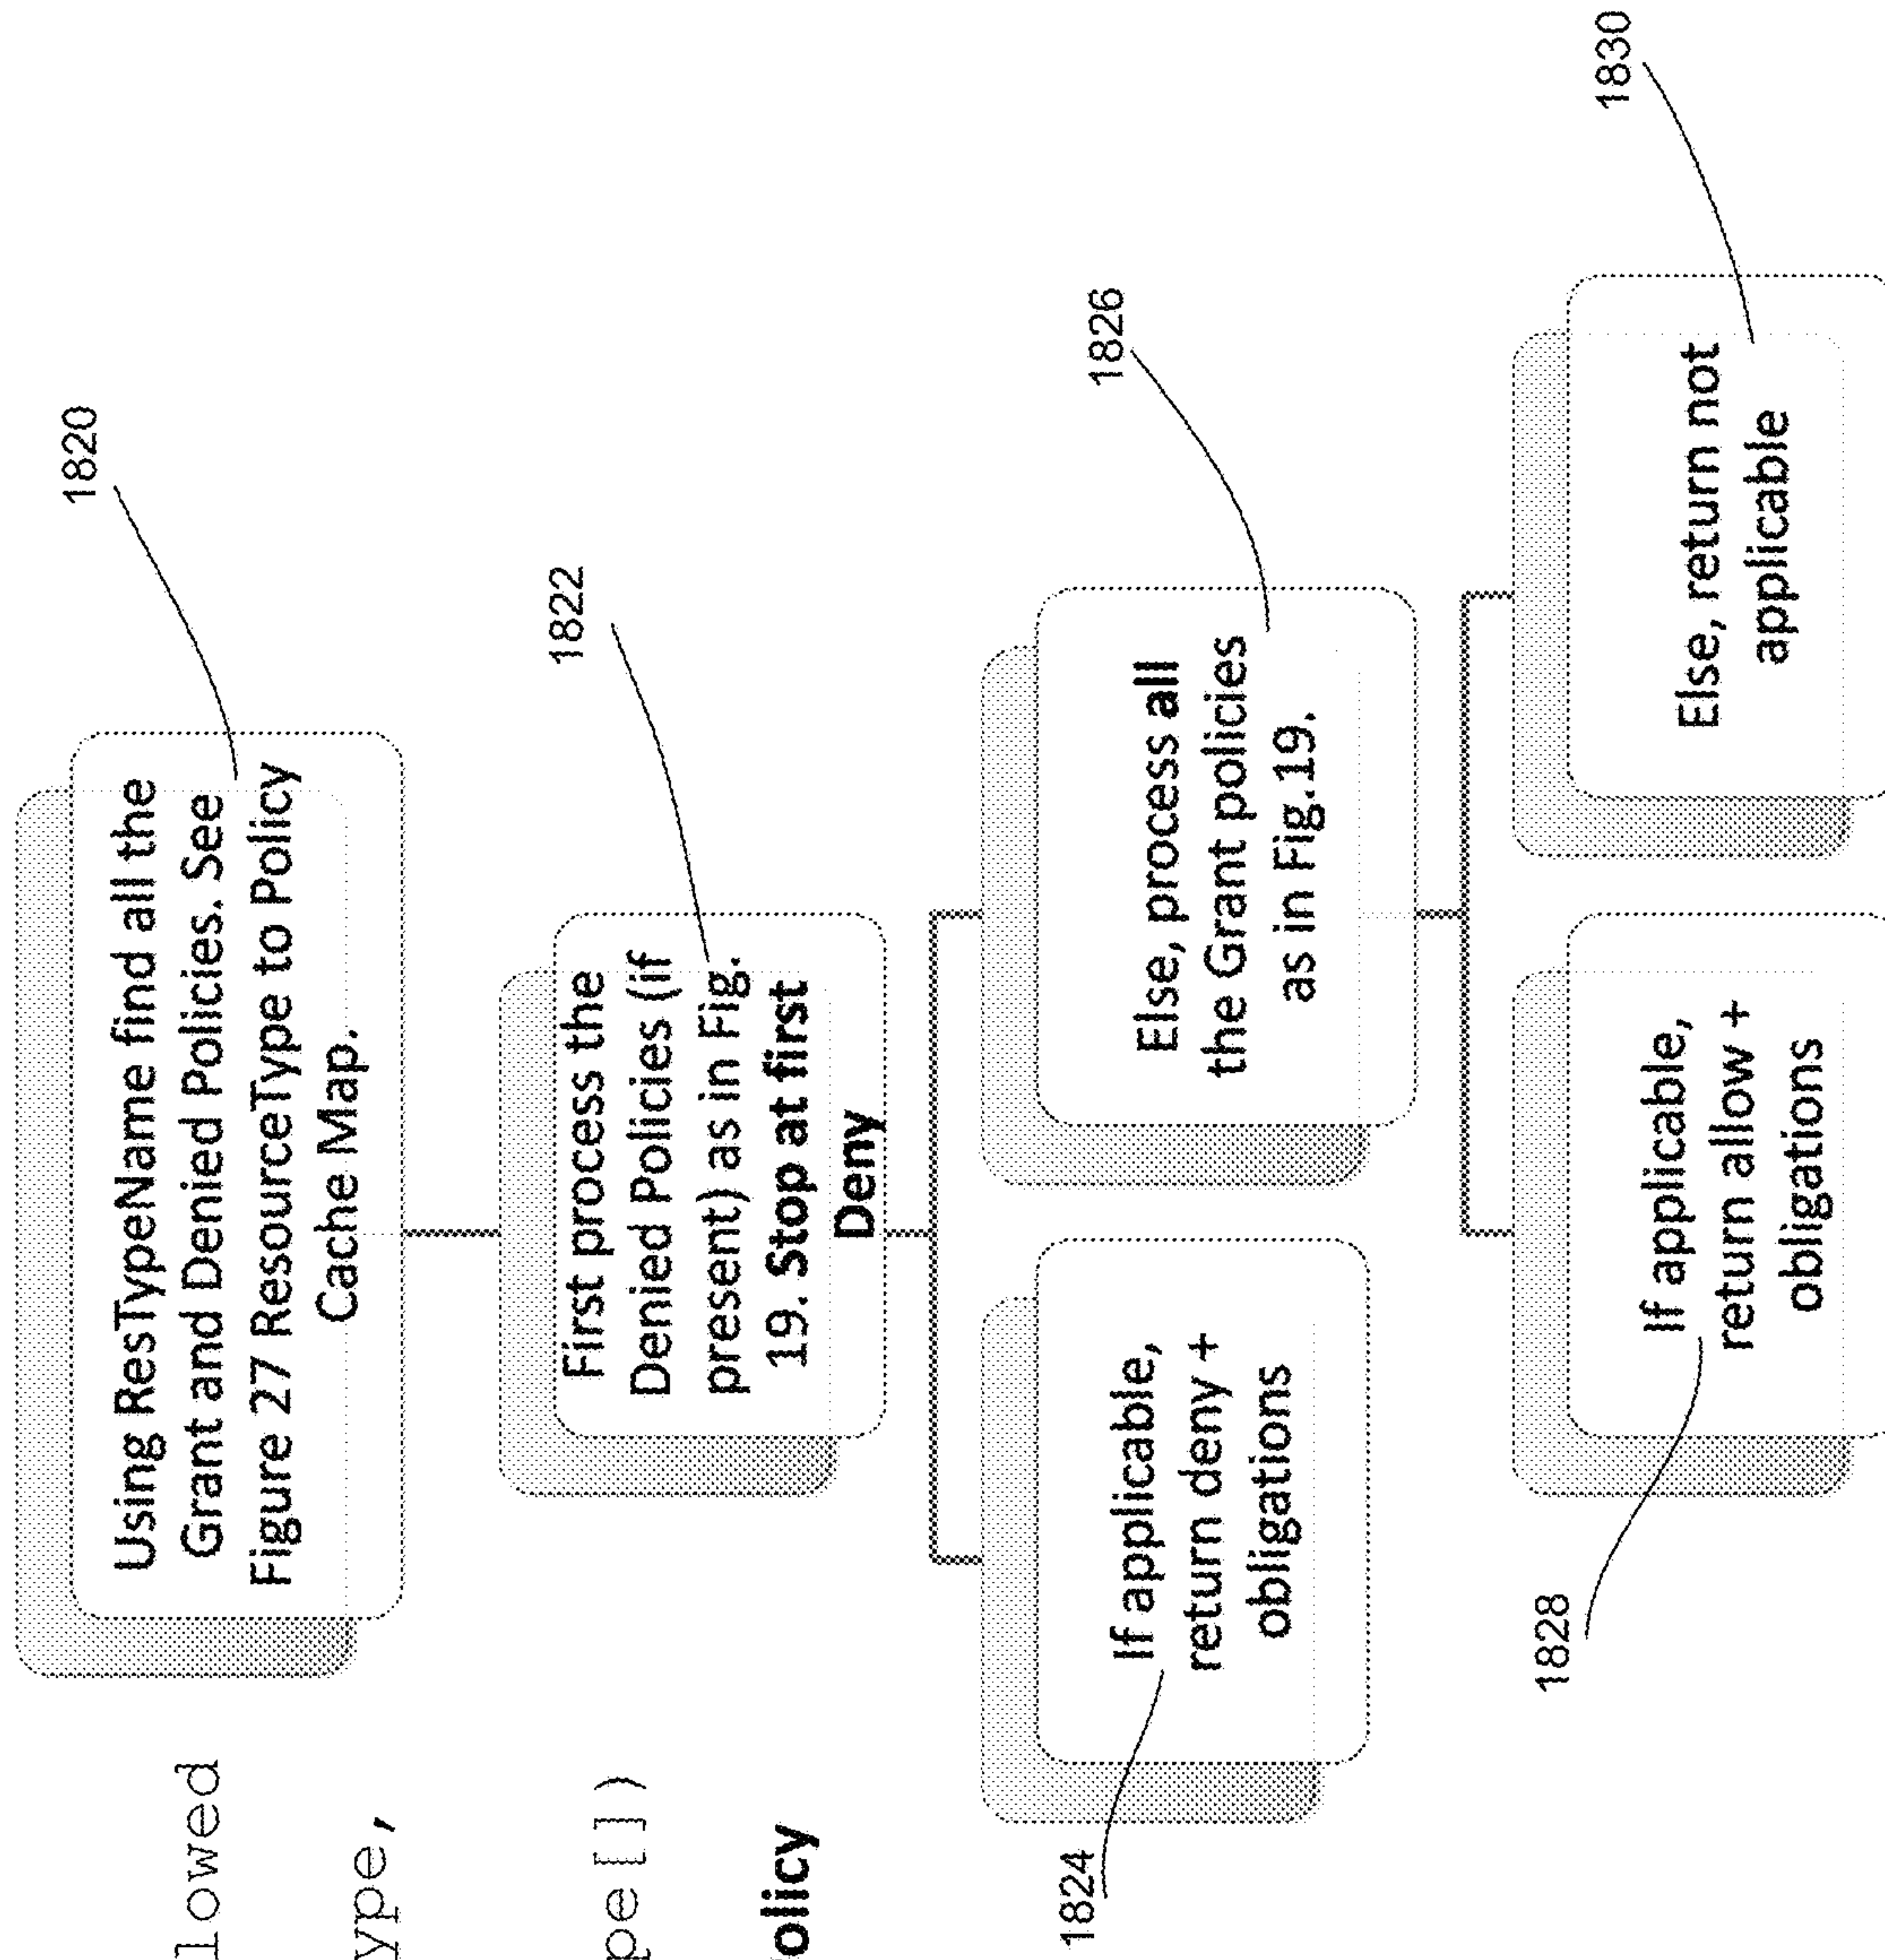 lowed
ype,
pe[])
olicy
1820
Using ResTypeName find all the
Grant and Denied Policies. See
Figure 27 ResourceType to Policy
Cache Map.
1822
First process the
Denied Policies (if
present) as in Fig.
19. Stop at first
Deny
1824
If applicable,
return deny +
obligations
1826
Else, process all
the Grant policies
as in Fig.19.
1828
If applicable,
return allow +
obligations
1830
Else, return not
applicable